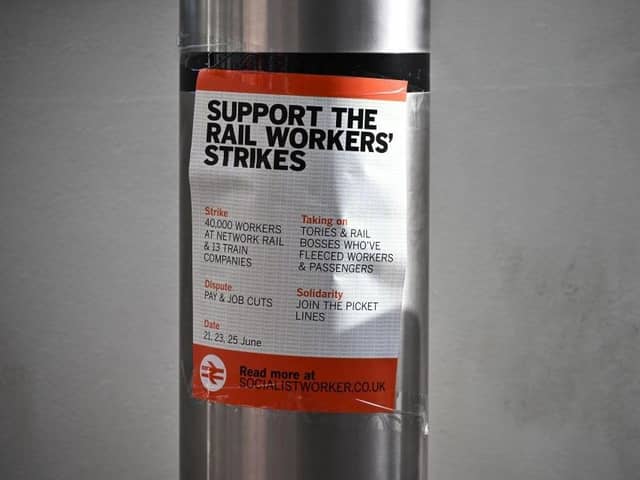 SUPPORT THE
RAIL WORKERS'
STRIKES
Strike
40,000 WORKERS
AT NETWORK RAIL
& 13 TRAIN
COMPANIES
Taking on
TORIES & RAIL
BOSSES WHO'VE
FLEECED WORKERS
& PASSENGERS
Dispute
PAY & JOB CUTS
Solidarity
JOIN THE PICKET
LINES
Date
21, 23, 25 June
Read more at
SOCIALISTWORKER.CO.UK